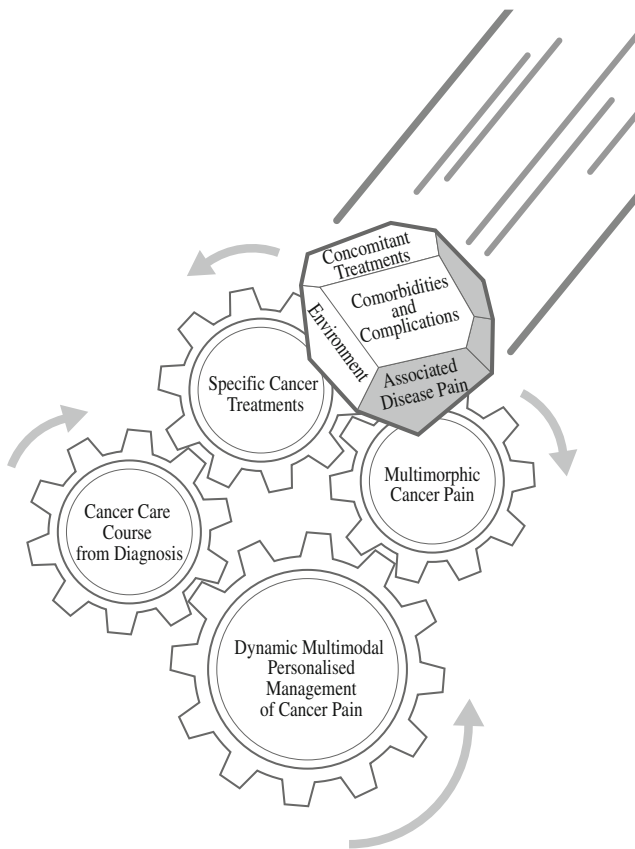 Concomitant
Treatments
Comorbidities
and
Complications
Environment
Associated
Disease Pain
Specific Cancer
Treatments
Multimorphic
Cancer Pain
Cancer Care
Course
from Diagnosis
Dynamic Multimodal
Personalised
Management
of Cancer Pain